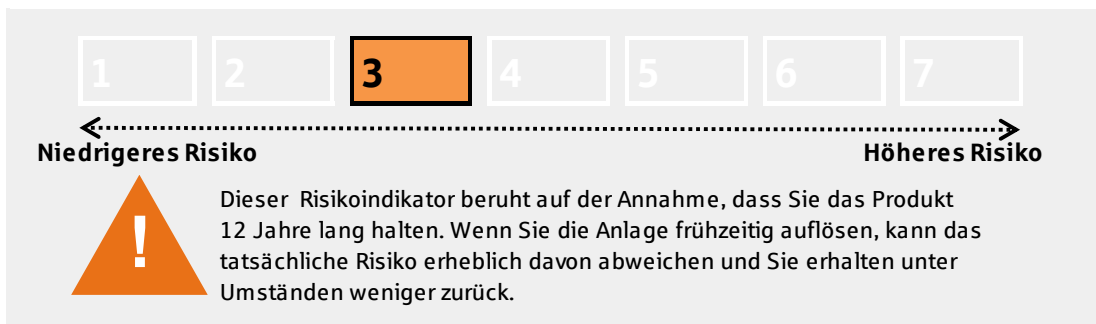 1 2 3 4 5 6 7
Niedrigeres Risiko Höheres Risiko
! Dieser Risikoindikator beruht auf der Annahme, dass Sie das Produkt
12 Jahre lang halten. Wenn Sie die Anlage frühzeitig auflösen, kann das
tatsächliche Risiko erheblich davon abweichen und Sie erhalten unter
Umständen weniger zurück.